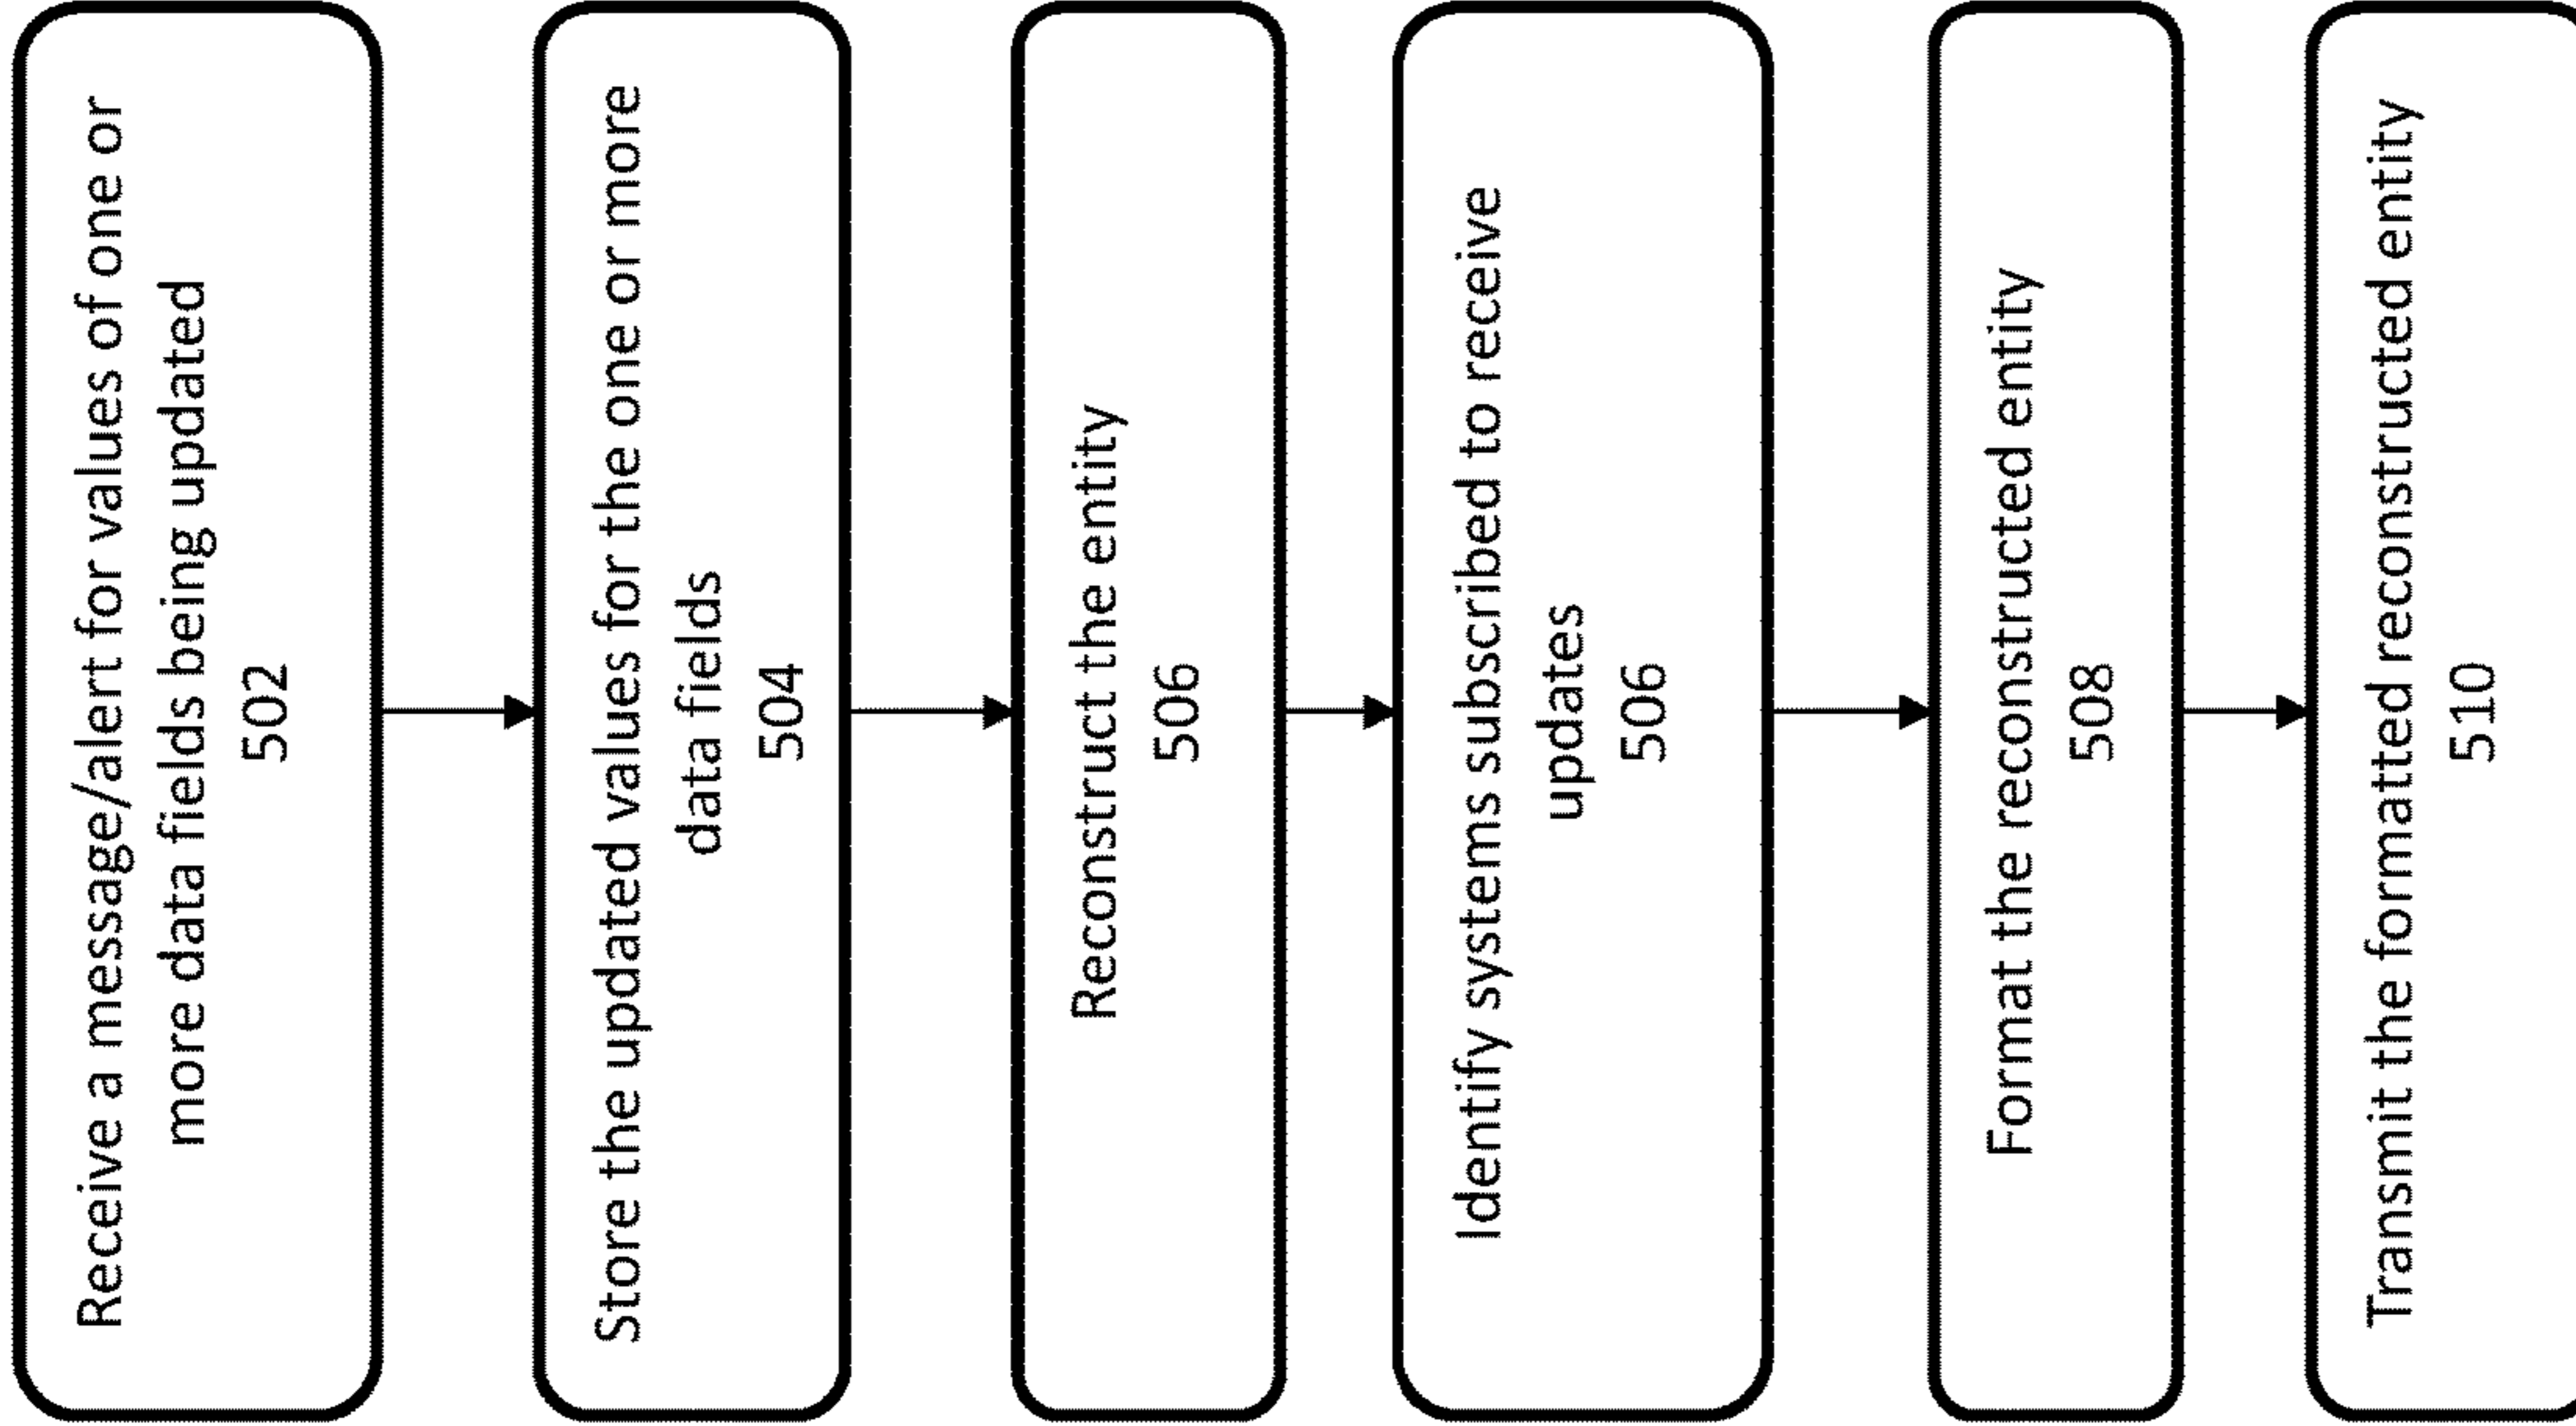 Receive a message/alert for values of one or
more data fields being updated
502
Store the updated values for the one or more
data fields
504
Reconstruct the entity
506
Identify systems subscribed to receive
updates
506
Format the reconstructed entity
508
Transmit the formatted reconstructed entity
510